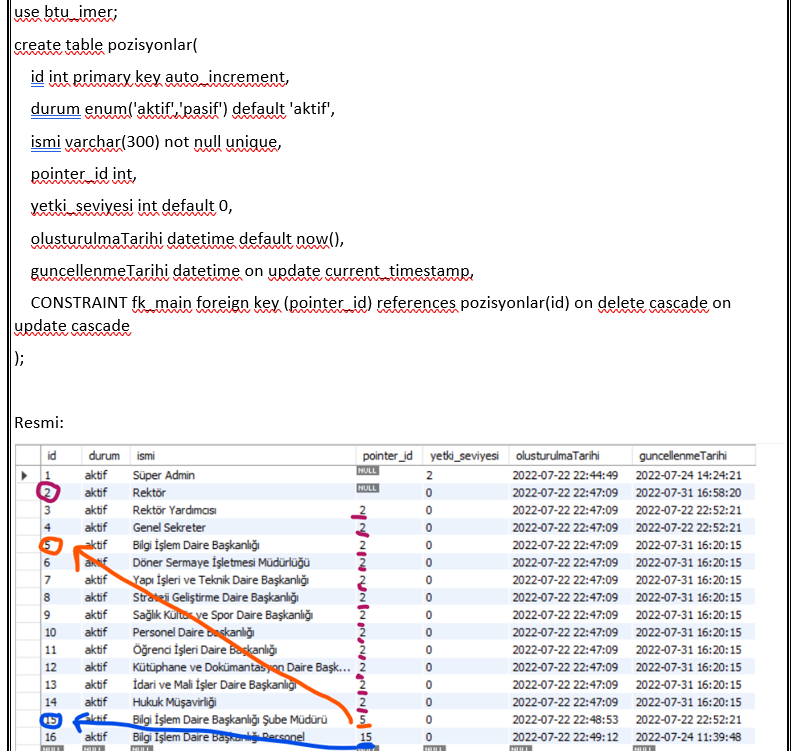 use btu_imer;
create table pozisyonlar(
id int primary key auto_increment,
durum enum('aktif','pasif') default 'aktif',
ismi varchar(300) not null unique,
pointer_id int,
yetki_seviyesi int default 0,
olusturulmaTarihi datetime default now(),
guncellenmeTarihi datetime on update current_timestamp,
CONSTRAINT fk_main foreign key (pointer_id) references pozisyonlar(id) on delete cascade on
update cascade
);
Resmi:
id durum ismi pointer_id yetki_seviyesi olusturulmaTarihi guncellenmeTarihi
1 aktif Süper Admin NULL 2 2022-07-22 22:44:49 2022-07-24 14:24:21
2 aktif Rektör NULL 0 2022-07-22 22:47:09 2022-07-31 16:58:20
3 aktif Rektör Yardımcısı 2 0 2022-07-22 22:47:09 2022-07-22 22:52:21
4 aktif Genel Sekreter 2 0 2022-07-22 22:47:09 2022-07-22 22:52:21
5 aktif Bilgi İşlem Daire Başkanlığı 2 0 2022-07-22 22:47:09 2022-07-31 16:20:15
6 aktif Döner Sermaye İşletmesi Müdürlüğü 2 0 2022-07-22 22:47:09 2022-07-31 16:20:15
7 aktif Yapı İşleri ve Teknik Daire Başkanlığı 2 0 2022-07-22 22:47:09 2022-07-31 16:20:15
8 aktif Strateji Geliştirme Daire Başkanlığı 2 0 2022-07-22 22:47:09 2022-07-31 16:20:15
9 aktif Sağlık Kültür ve Spor Daire Başkanlığı 2 0 2022-07-22 22:47:09 2022-07-31 16:20:15
10 aktif Personel Daire Başkanlığı 2 0 2022-07-22 22:47:09 2022-07-31 16:20:15
11 aktif Öğrenci İşleri Daire Başkanlığı 2 0 2022-07-22 22:47:09 2022-07-31 16:20:15
12 aktif Kütüphane ve Dokümantasyon Daire Başk... 2 0 2022-07-22 22:47:09 2022-07-31 16:20:15
13 aktif İdari ve Mali İşler Daire Başkanlığı 2 0 2022-07-22 22:47:09 2022-07-31 16:20:15
14 aktif Hukuk Müşavirliği 2 0 2022-07-22 22:47:09 2022-07-31 16:20:15
15 aktif Bilgi İşlem Daire Başkanlığı Şube Müdürü 5 0 2022-07-22 22:48:53 2022-07-22 22:52:21
16 aktif Bilgi İşlem Daire Başkanlığı Personel 15 0 2022-07-22 22:49:12 2022-07-24 11:39:48
NULL NULL NULL NULL NULL NULL NULL